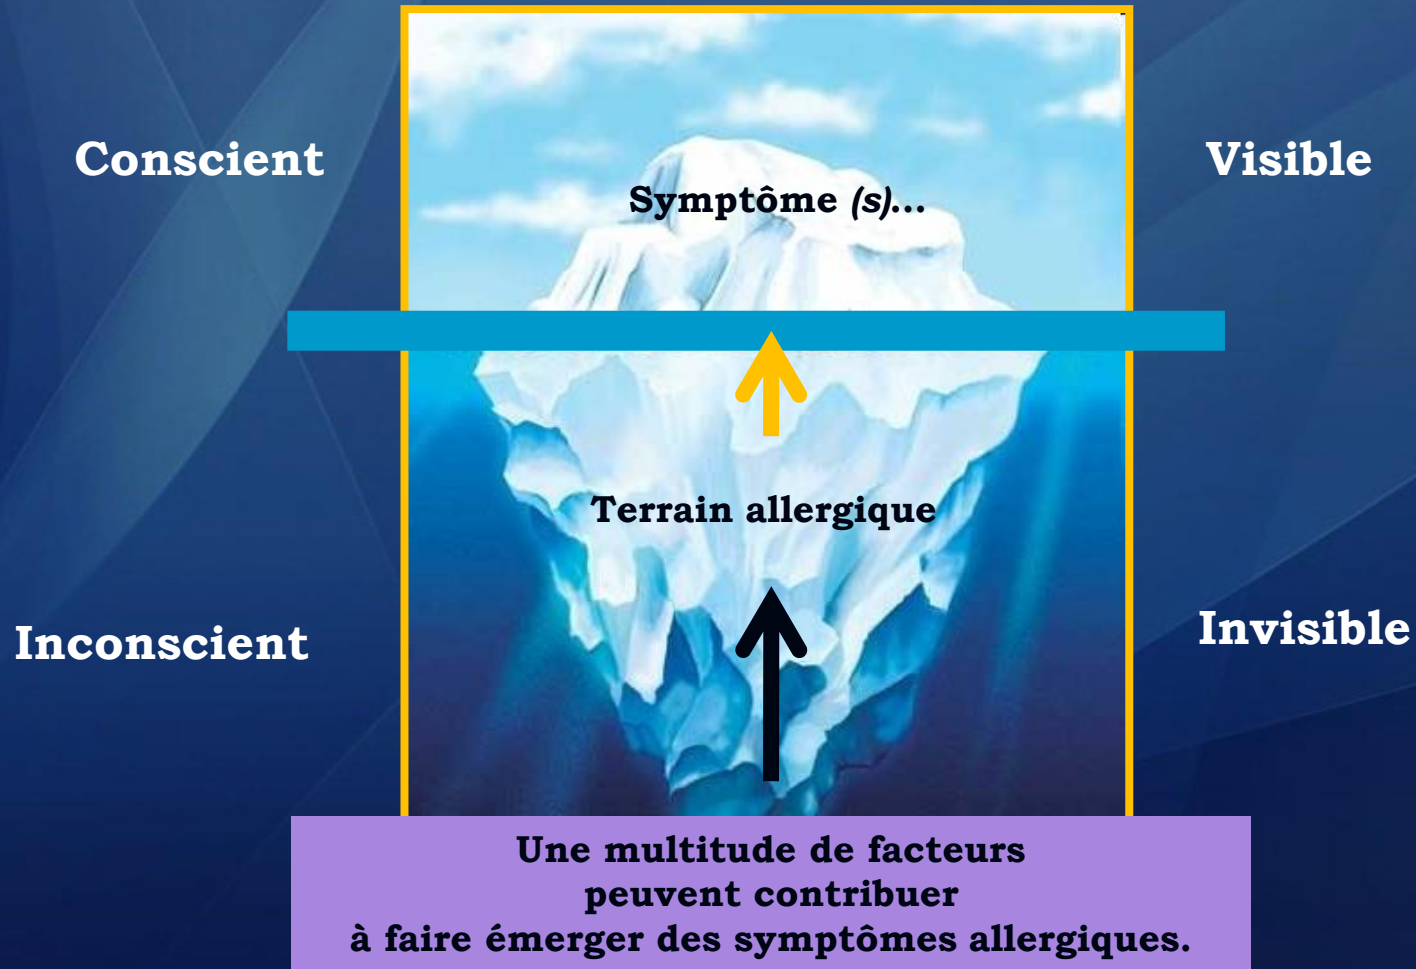 Conscient
Visible
Symptôme (s)...
Terrain allergique
Inconscient
Invisible
Une multitude de facteurs
peuvent contribuer
à faire émerger des symptômes allergiques.